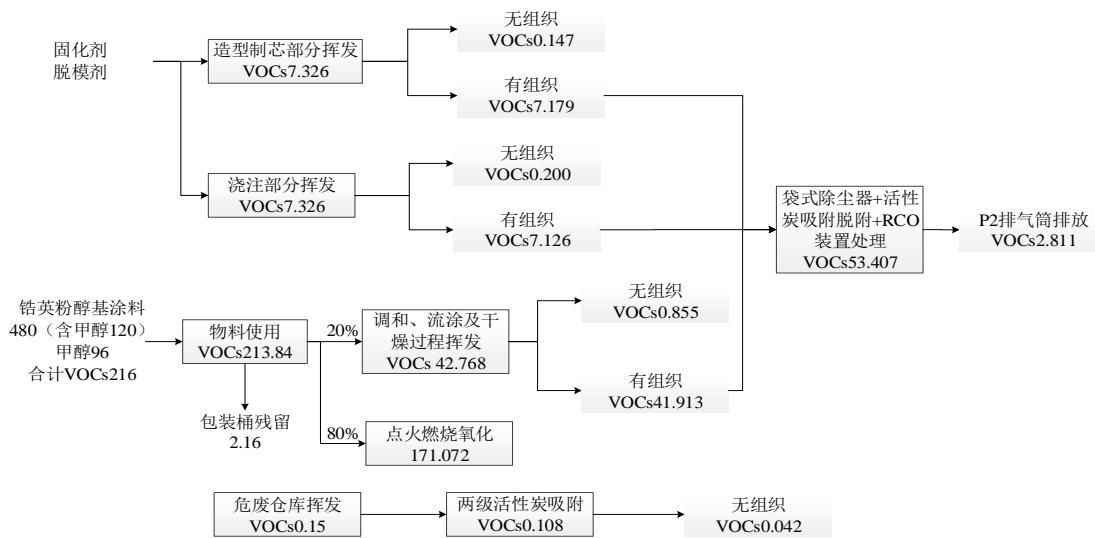 固化剂
脱模剂
造型制芯部分挥发
VOCs7.326
无组织
VOCs0.147
有组织
VOCs7.179
浇注部分挥发
VOCs7.326
无组织
VOCs0.200
有组织
VOCs7.126
袋式除尘器+活性
炭吸附脱附+RCO
装置处理
VOCs53.407
P2排气筒排放
VOCs2.811
锆英粉醇基涂料
480（含甲醇120）
甲醇96
合计VOCs216
物料使用
VOCs213.84
20%
调和、流涂及干
燥过程挥发
VOCs 42.768
无组织
VOCs0.855
有组织
VOCs41.913
包装桶残留
2.16
80%
点火燃烧氧化
171.072
危废仓库挥发
VOCs0.15
两级活性炭吸附
VOCs0.108
无组织
VOCs0.042